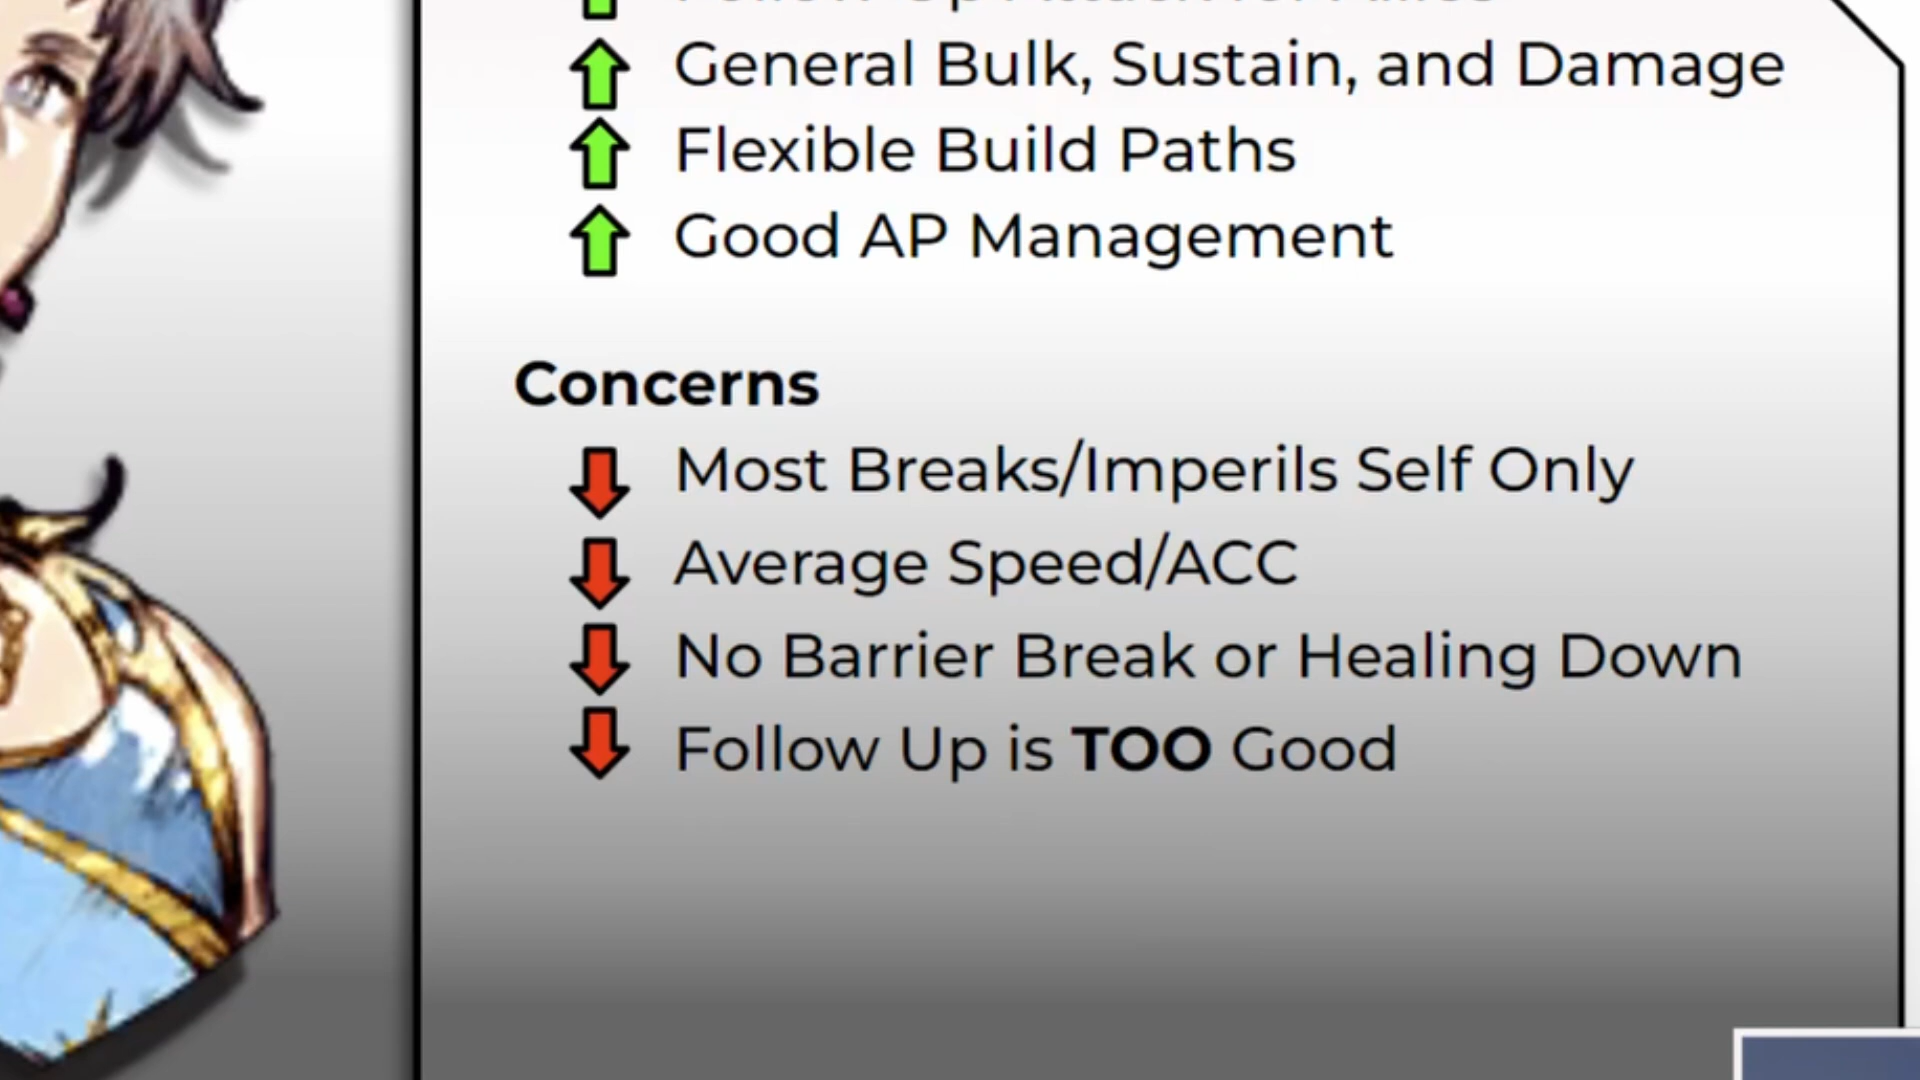 General Bulk, Sustain, and Damage
Flexible Build Paths
Good AP Management
Concerns
Most Breaks/Imperils Self Only
Average Speed/ACC
No Barrier Break or Healing Down
Follow Up is TOO Good